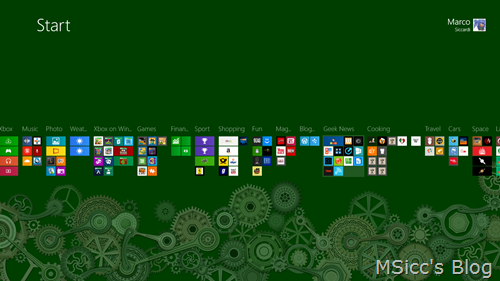 Start
Marco
Siccardi
Xbox Music Photo Weat... Xbox on Win... Games Finan... Sport Shopping Fun Mag... Blog... Geek News Cooking Travel Cars Space
MSicc's Blog